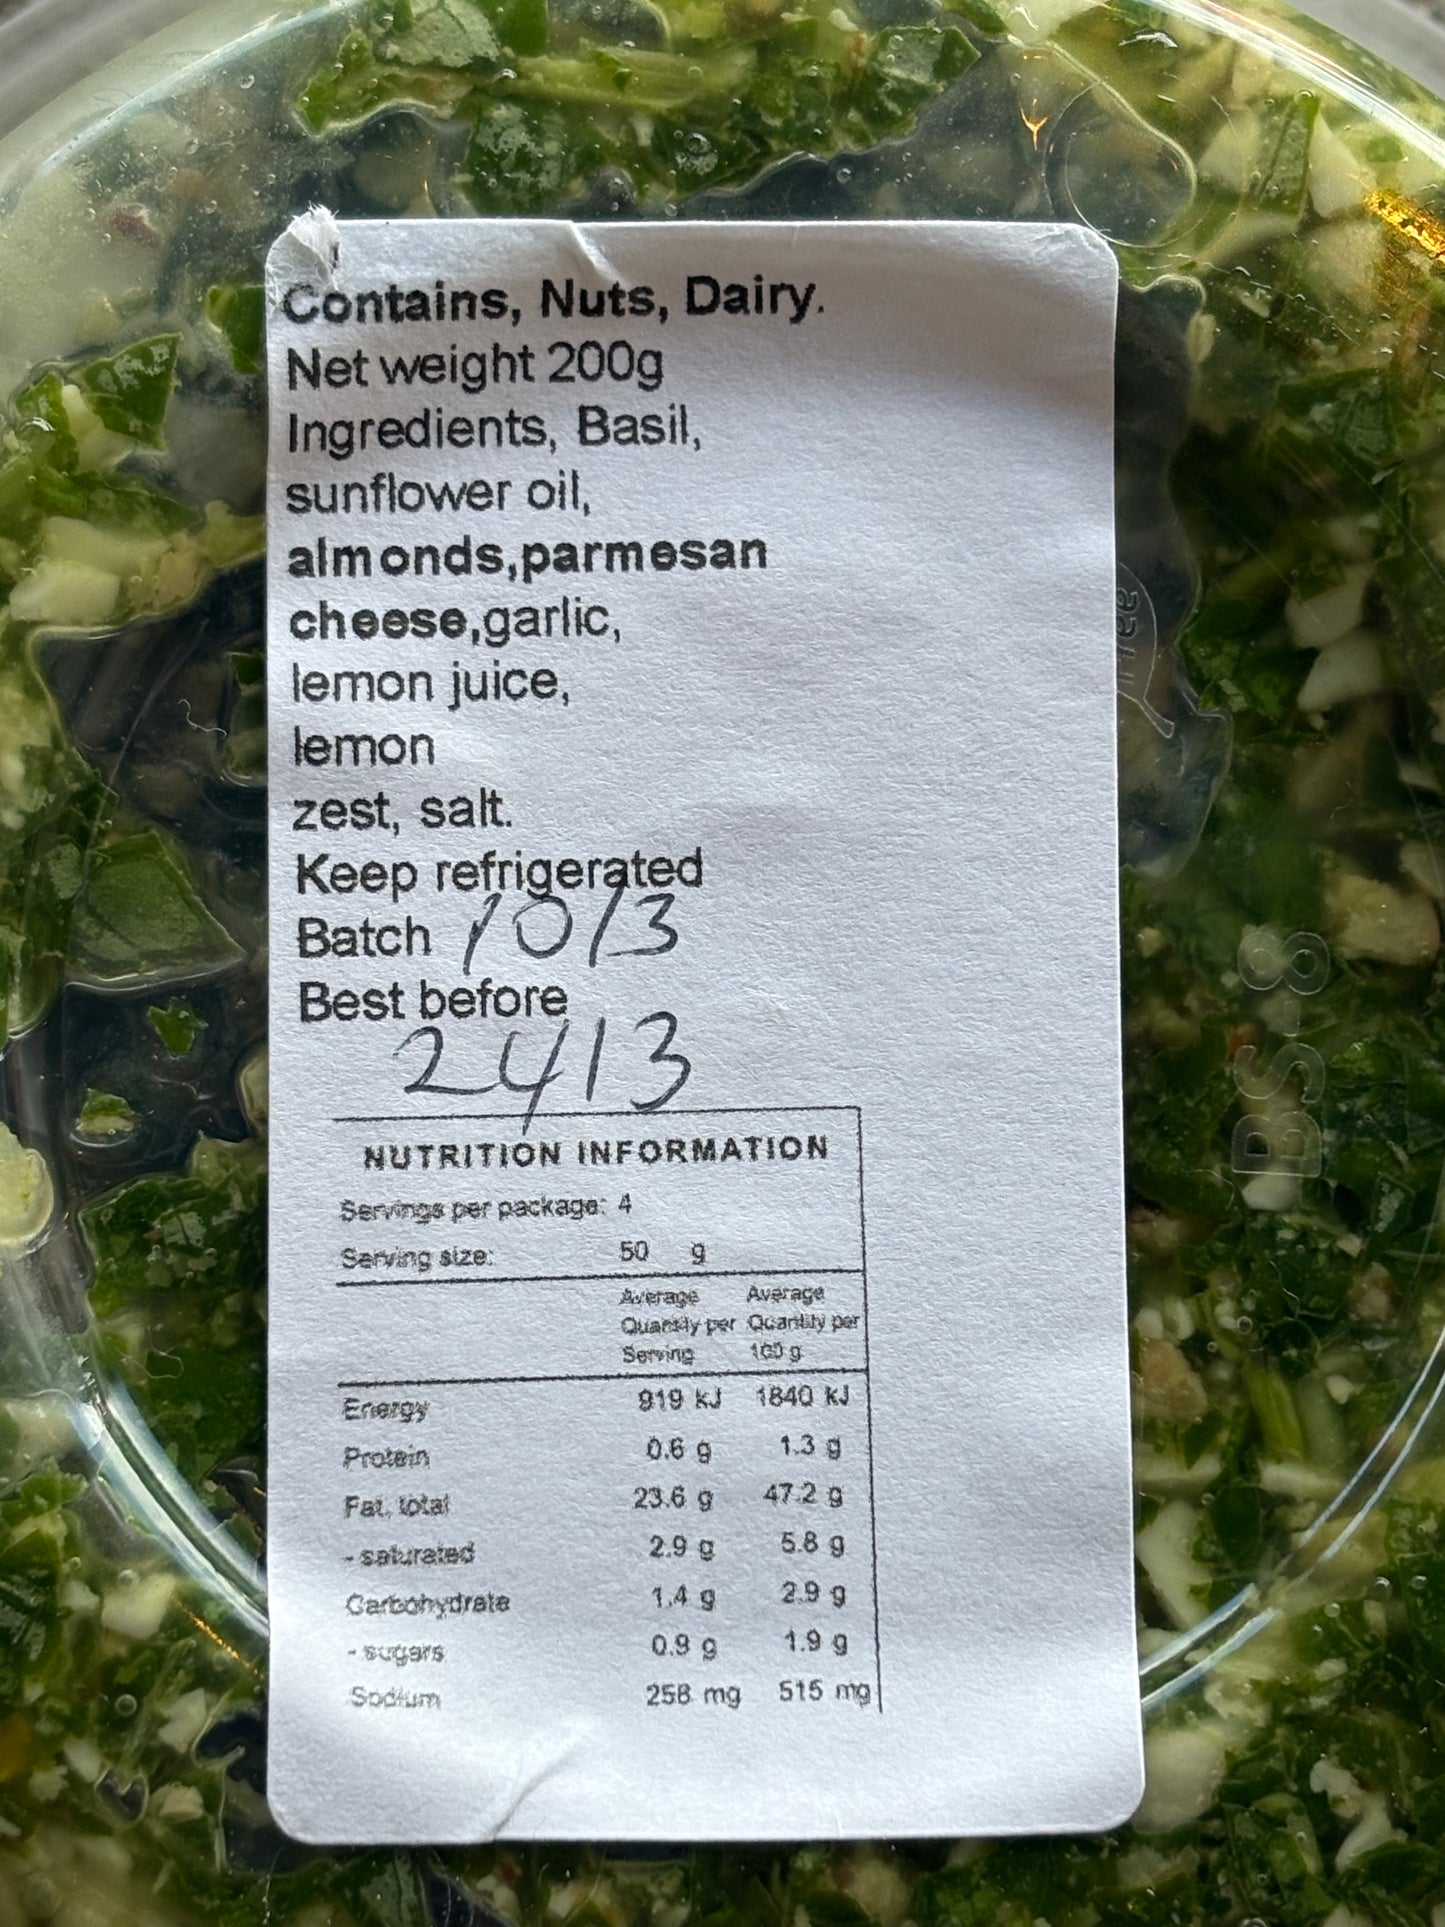 Contains, Nuts, Dairy.
Net weight 200g
Ingredients, Basil,
sunflower oil,
almonds,parmesan
cheese,garlic,
lemon juice,
lemon
zest, salt.
Keep refrigerated
Batch 10/3
Best before
24/3
NUTRITION INFORMATION
Servings per package: 4
Serving size: 50 g
Average Average
Quantity per Quantity per
Serving 100 g
Energy 919 kJ 1840 kJ
Protein 0.6 g 1.3 g
Fat, total 23.6 g 47.2 g
- saturated 2.9 g 5.8 g
Carbohydrate 1.4 g 2.9 g
- sugars 0.9 g 1.9 g
Sodium 258 mg 515 mg
BS-8